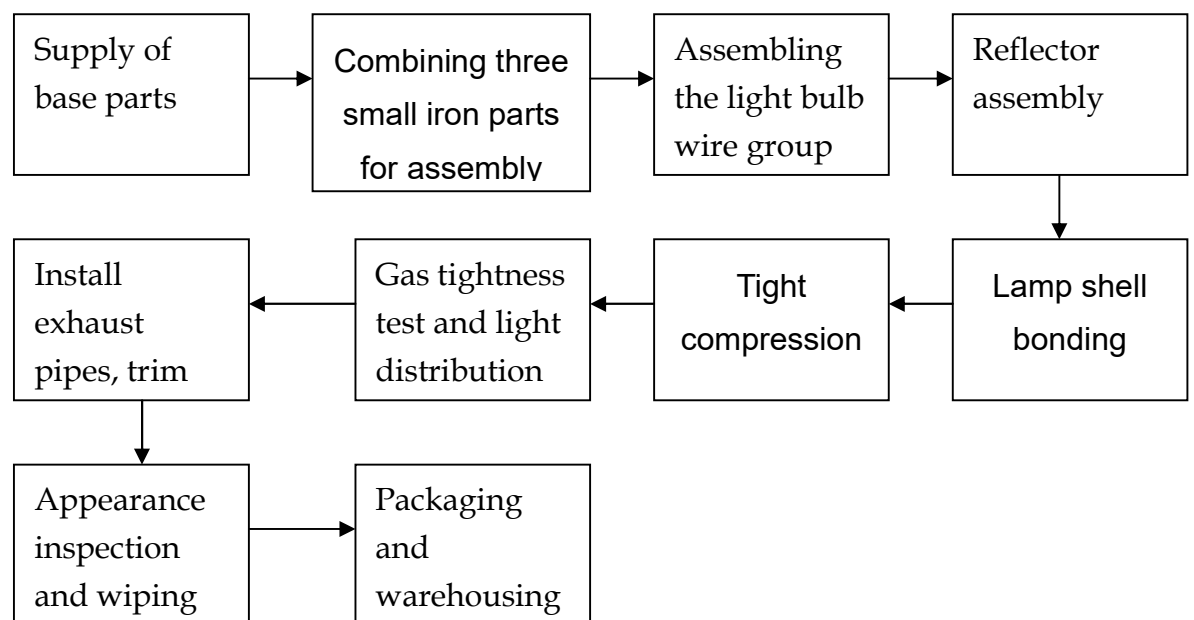 Supply of
base parts
Combining three
small iron parts
for assembly
Assembling
the light bulb
wire group
Reflector
assembly
Lamp shell
bonding
Tight
compression
Gas tightness
test and light
distribution
Install
exhaust
pipes, trim
Appearance
inspection
and wiping
Packaging
and
warehousing